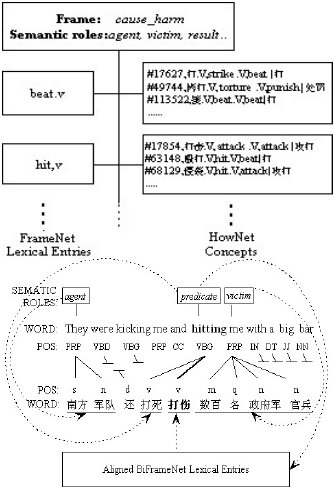 Frame: cause_harm
Semantic roles:agent, victim, result..
beat.v
#17627,打,V,strike .V,beat.|打
#49744,拷打,V,torture .V,punish|处罚
#113522,揍,V,beat.V,beat|打
......
hit,v
#17854,打击,V,attack .V,attack|攻打
#63148,殴打,V,hit.V,beat|打
#68129,侵袭,V,hit.V,attack|攻打
.....
FrameNet Lexical Entries
HowNet Concepts
SEMATIC ROLES: agent predicate victim
WORD: They were kicking me and hitting me with a big bar
POS: PRP VBD VBG PRP CC VBG PRP IN DT JJ NN
POS: s n d v v m q n n
WORD: 南方 军队 还 打死 打伤 数百 名 政府军 官兵
Aligned BiFrameNet Lexical Entries